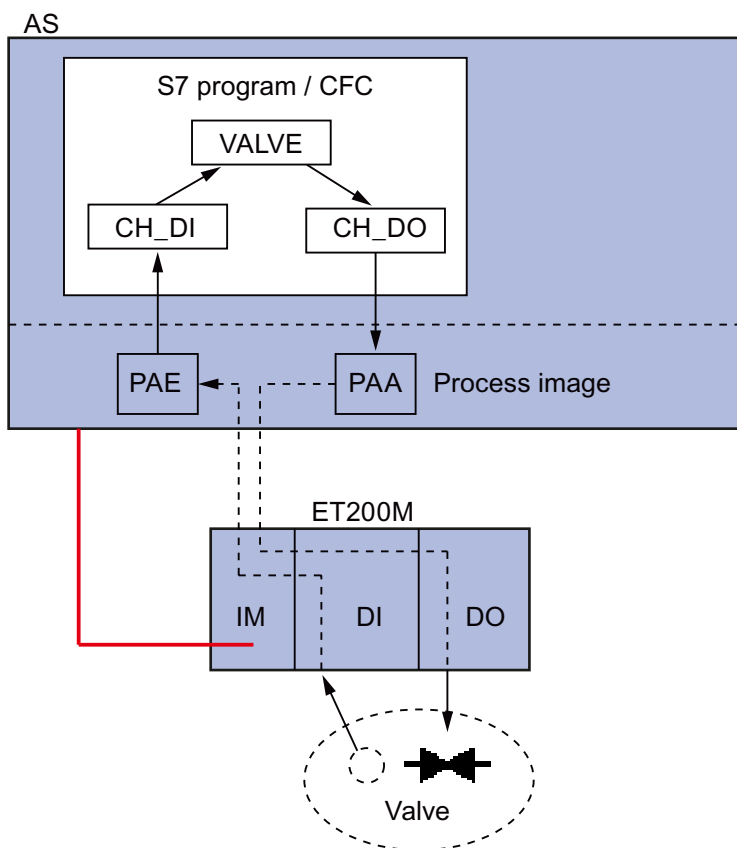 AS
S7 program / CFC
VALVE
CH_DI
CH_DO
PAE
PAA
Process image
ET200M
IM
DI
DO
Valve